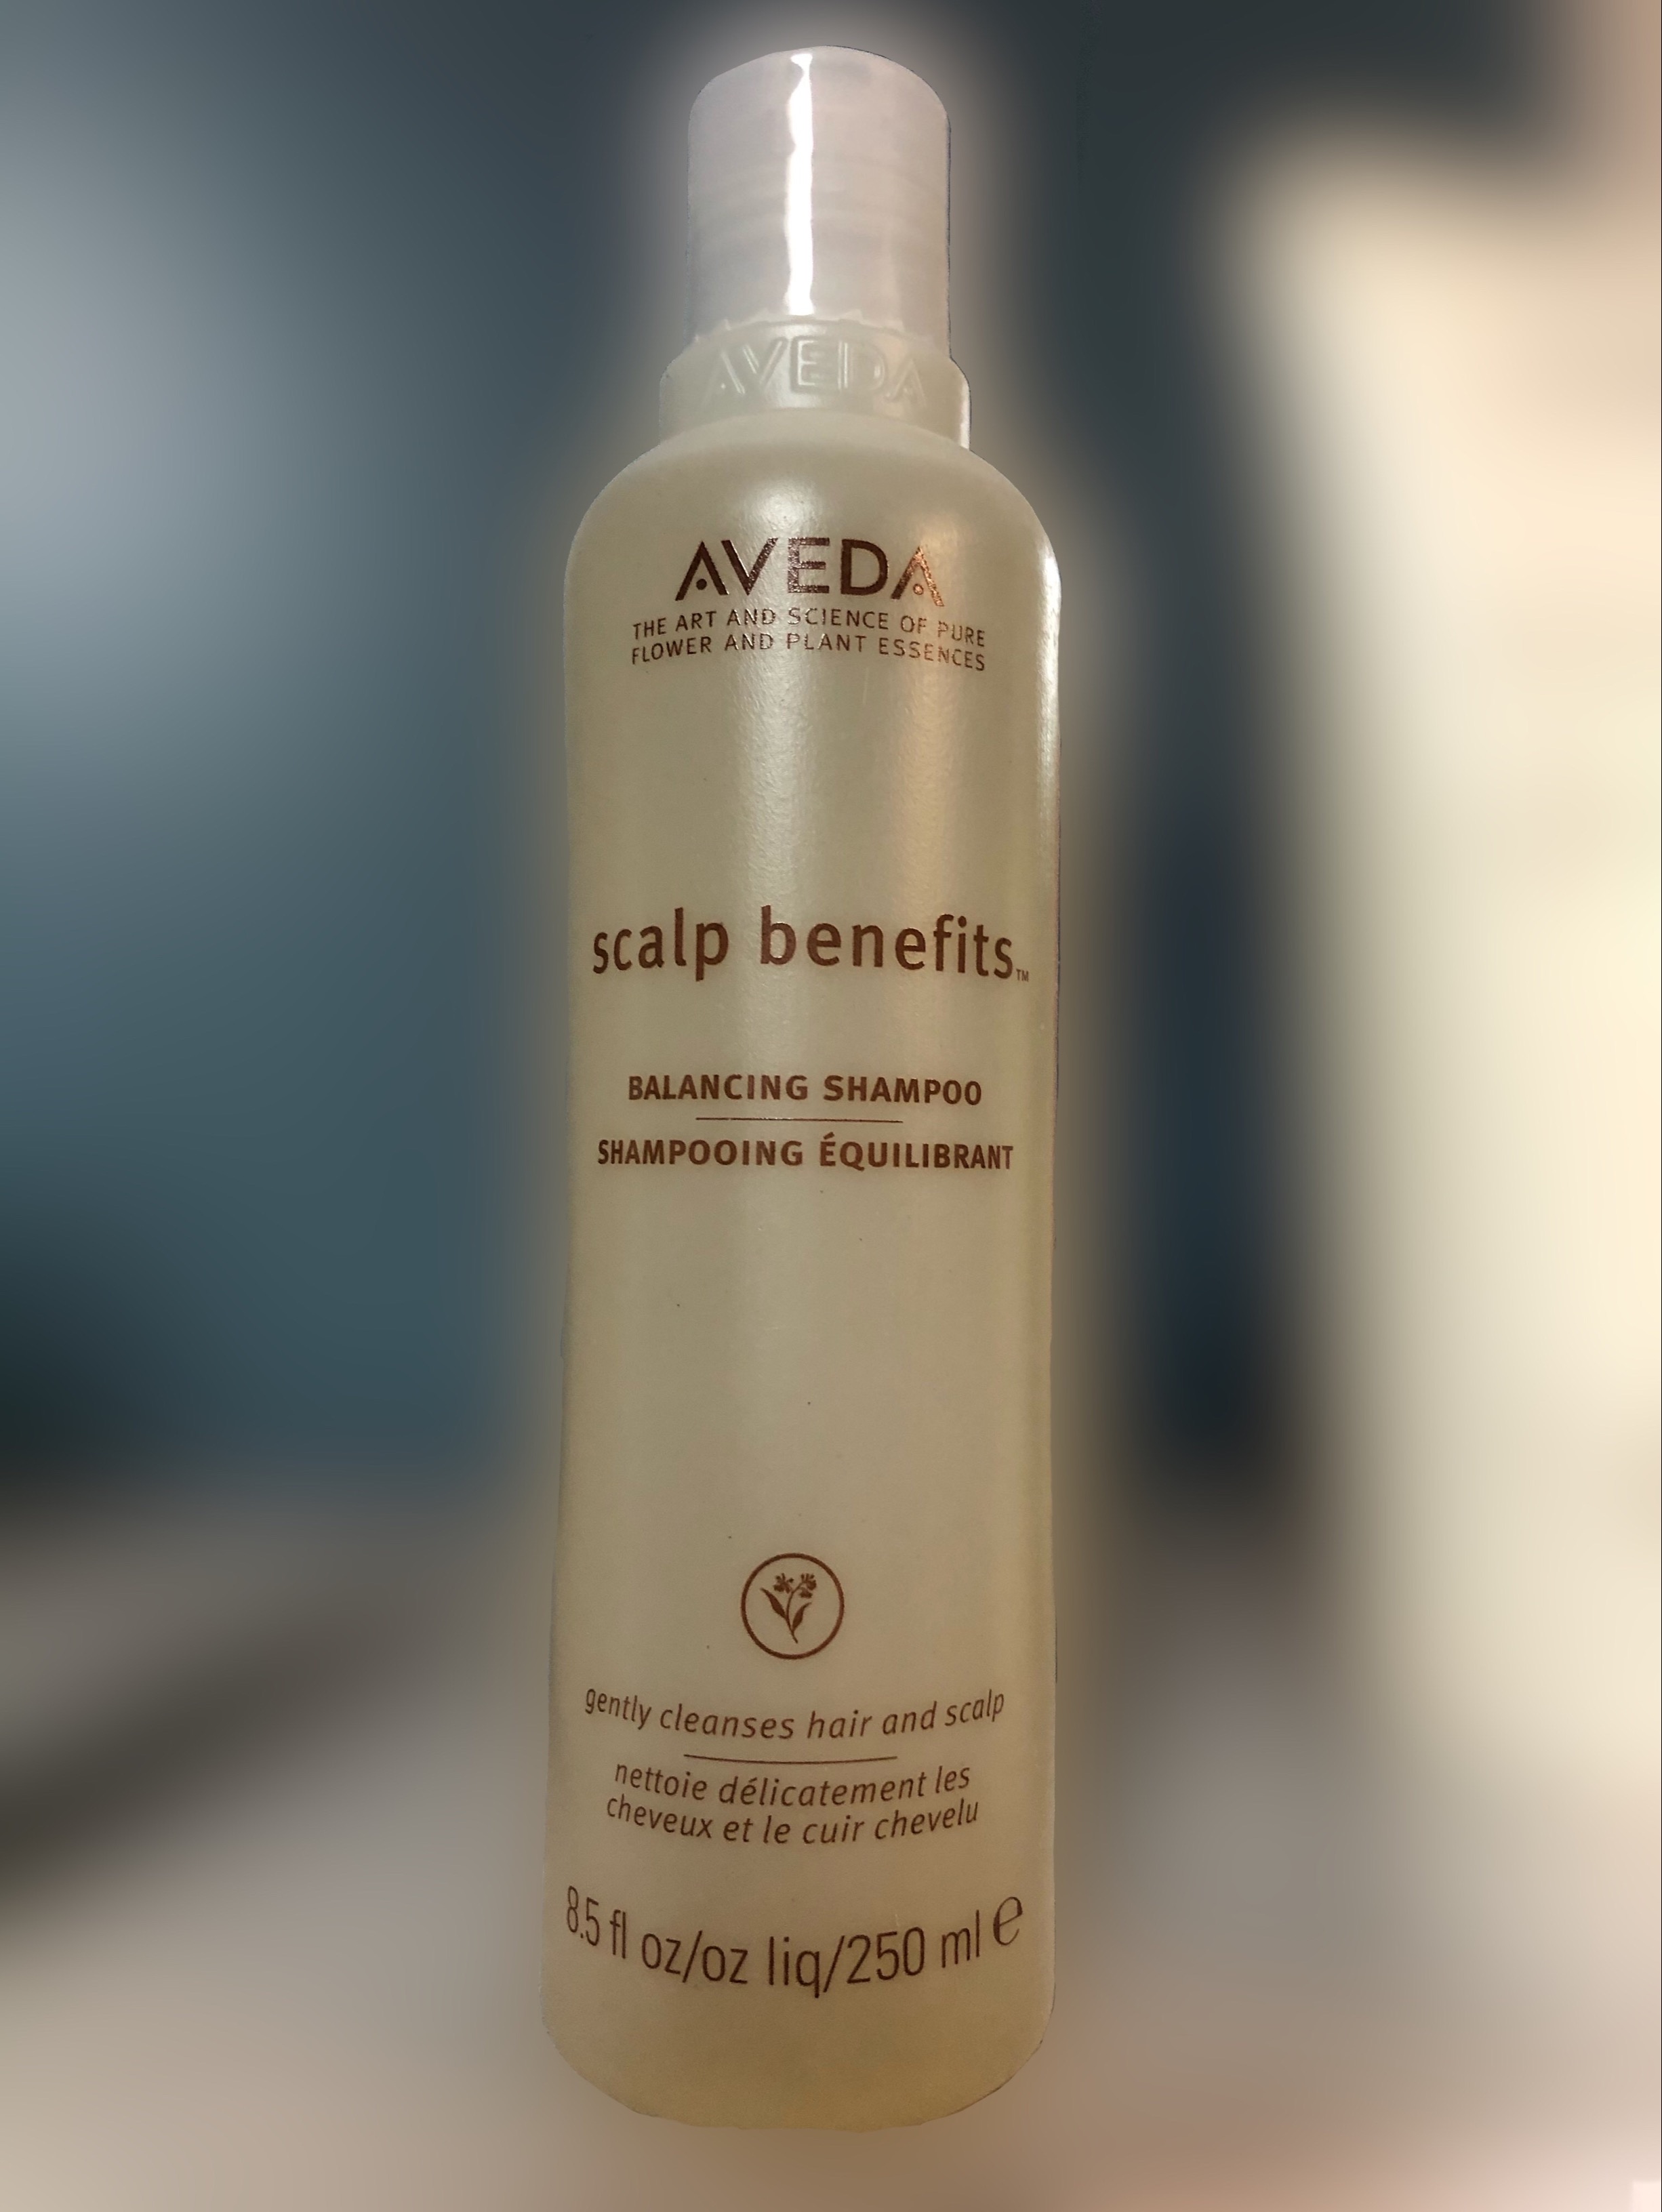 AVEDA
AVEDA
THE ART AND SCIENCE OF PURE
FLOWER AND PLANT ESSENCES
scalp benefits™
BALANCING SHAMPOO
SHAMPOOING ÉQUILIBRANT
gently cleanses hair and scalp
nettoie délicatement les
cheveux et le cuir chevelu
8.5 fl oz/oz liq/250 ml ℮